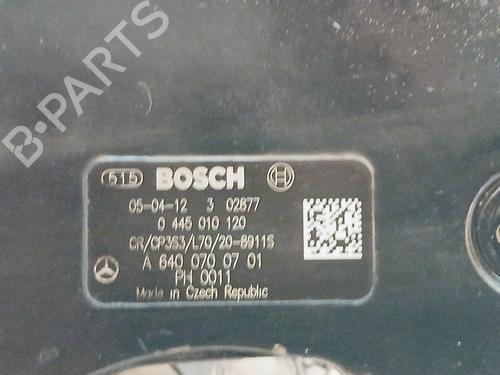 B-PARTS
515 BOSCH
05-04-12 3 02877
0 445 010 120
CR/CP3S3/L70/20-8911S
A 640 070 07 01
PH 0011
Made in Czech Republic